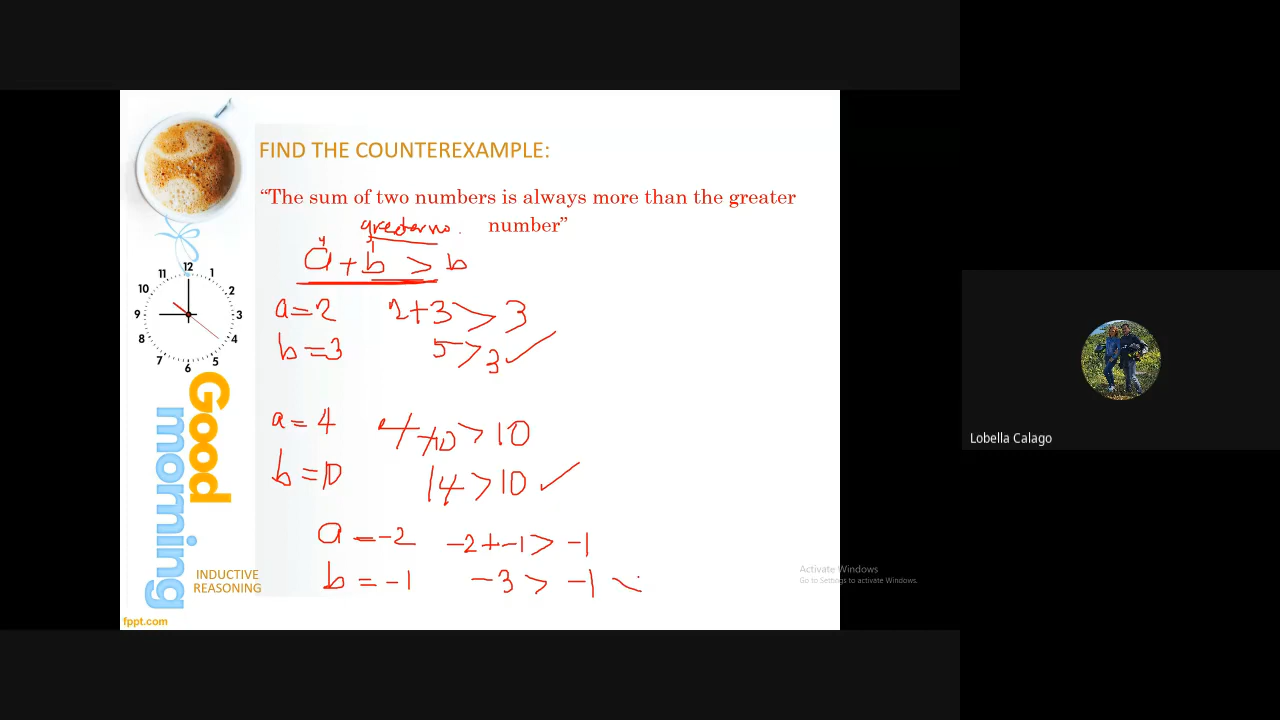 FIND THE COUNTEREXAMPLE:
“The sum of two numbers is always more than the greater
number”
greater no.
a + b > b
a = 2 2+3 > 3
b = 3 5 > 3 ✓
a = 4 4+10 > 10
b = 10 14 > 10 ✓
a = -2 -2+-1 > -1
b = -1 -3 > -1
12
11 1
10 2
9 3
8 4
7 5
6
Good
morning
INDUCTIVE
REASONING
fppt.com
Activate Windows
Go to Settings to activate Windows.
Lobella Calago